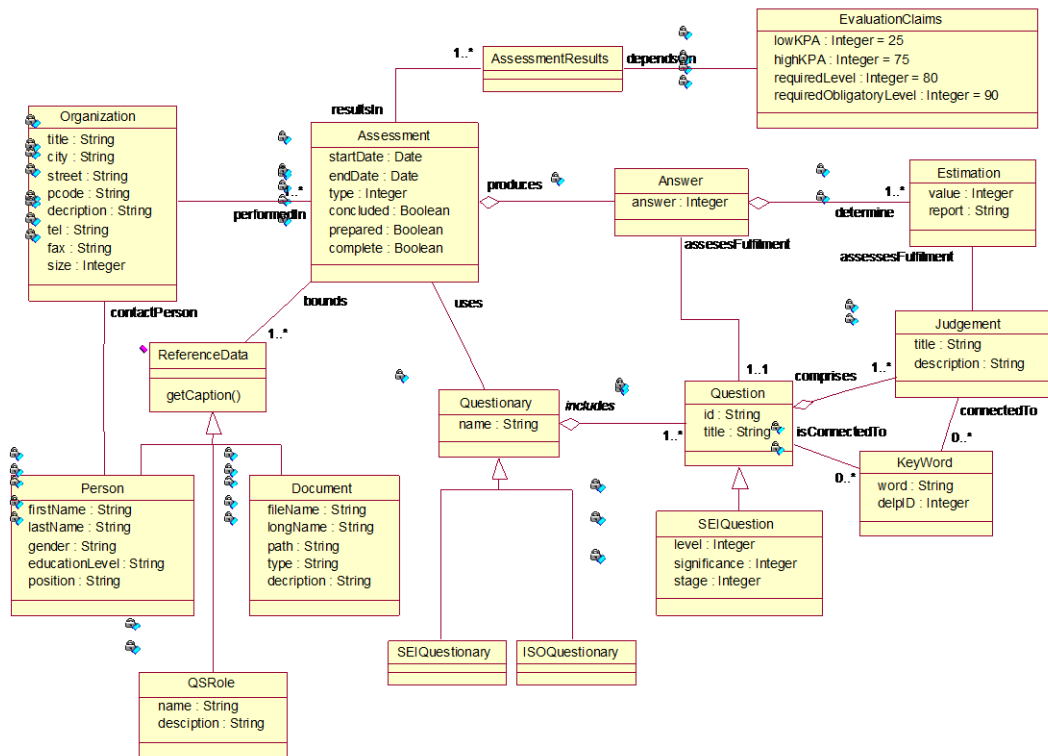 EvaluationClaims
lowKPA : Integer = 25
highKPA : Integer = 75
requiredLevel : Integer = 80
requiredObligatoryLevel : Integer = 90
1..*
AssessmentResults
dependsOn
resultsIn
Organization
title : String
city : String
street : String
pcode : String
decription : String
tel : String
fax : String
size : Integer
Assessment
startDate : Date
endDate : Date
type : Integer
concluded : Boolean
prepared : Boolean
complete : Boolean
1..*
performedIn
produces
Answer
answer : Integer
1..*
determine
Estimation
value : Integer
report : String
assesesFulfilment
assessesFulfilment
contactPerson
bounds
1..*
uses
ReferenceData
getCaption()
Judgement
title : String
description : String
1..1
comprises
1..*
Questionary
name : String
includes
1..*
Question
id : String
title : String
isConnectedTo
connectedTo
0..*
0..*
KeyWord
word : String
delpID : Integer
Person
firstName : String
lastName : String
gender : String
educationLevel : String
position : String
Document
fileName : String
longName : String
path : String
type : String
decription : String
SEIQuestion
level : Integer
significance : Integer
stage : Integer
SEIQuestionary
ISOQuestionary
QSRole
name : String
desciption : String